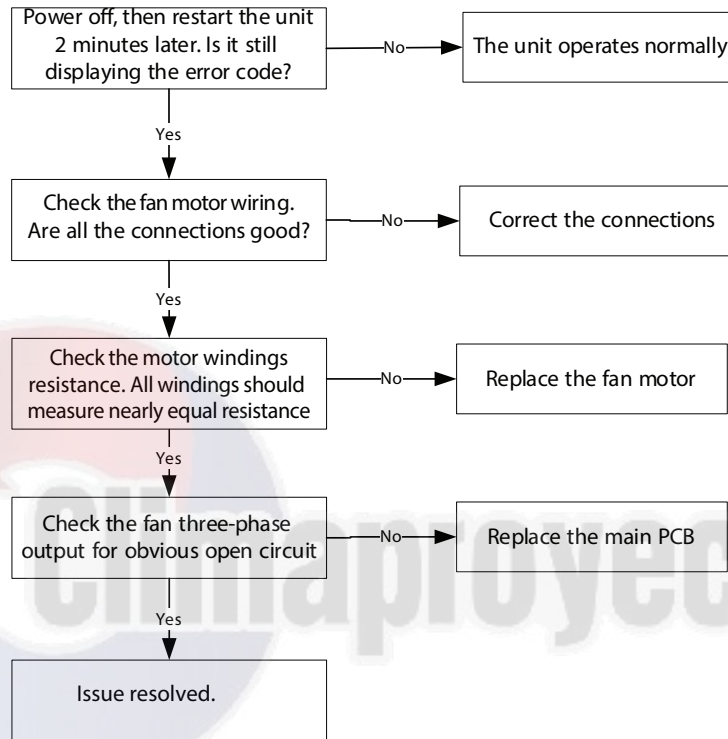 Power off, then restart the unit
2 minutes later. Is it still
displaying the error code?
No
The unit operates normally
Yes
Check the fan motor wiring.
Are all the connections good?
No
Correct the connections
Yes
Check the motor windings
resistance. All windings should
measure nearly equal resistance
No
Replace the fan motor
Yes
Check the fan three-phase
output for obvious open circuit
No
Replace the main PCB
Climaproyec
Yes
Issue resolved.